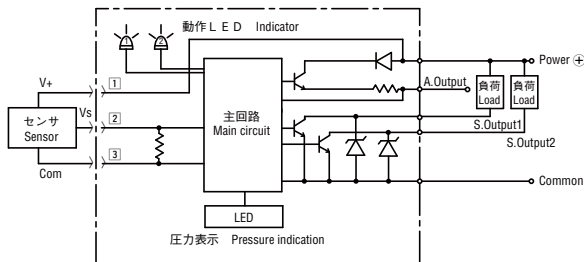 動作LED Indicator
1
2
V+
1
Vs
2
3
センサ
Sensor
Com
主回路
Main circuit
LED
圧力表示 Pressure indication
Power ⊕
A.Output
負荷
Load
負荷
Load
S.Output1
S.Output2
Common